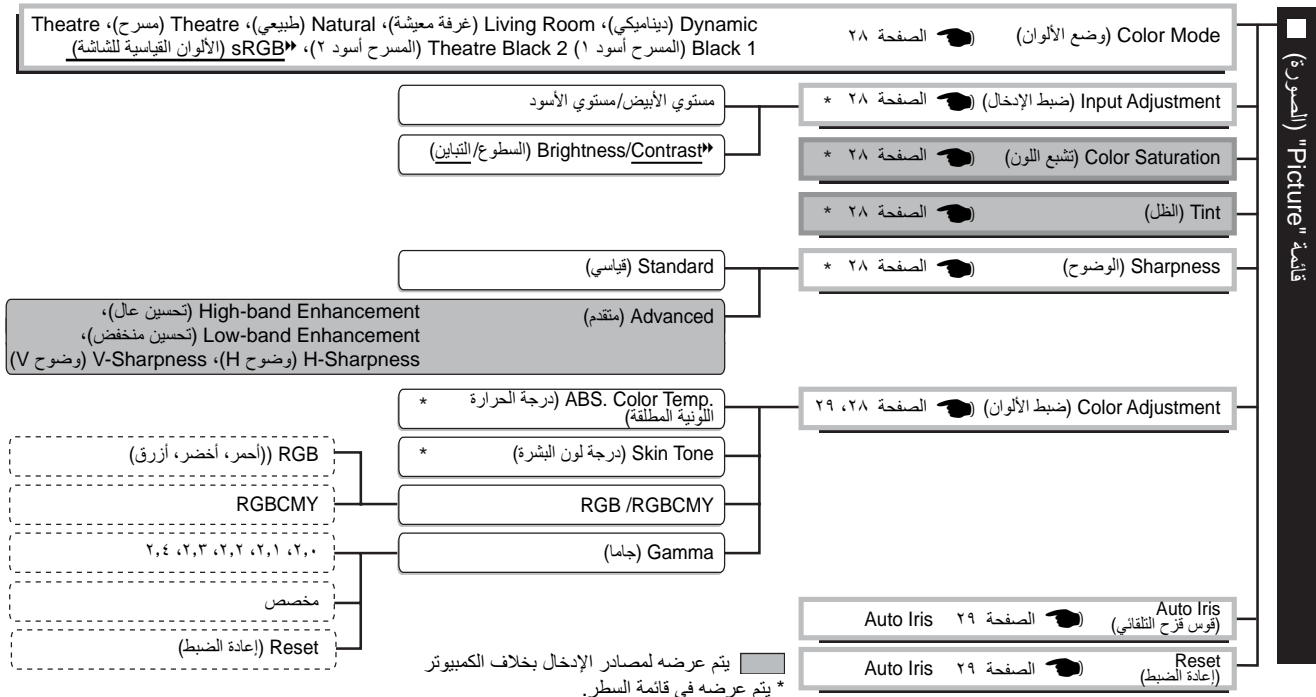 ■ قائمة "Picture" (الصورة)
Color Mode (وضع الألوان) الصفحة ٢٨
Dynamic (ديناميكي)، Living Room (غرفة معيشة)، Natural (طبيعي)، Theatre (مسرح)، Theatre
Black 1 (المسرح أسود ١) Theatre Black 2 (المسرح أسود ٢)، sRGB (الألوان القياسية للشاشة)
Input Adjustment (ضبط الإدخال) الصفحة ٢٨ *
مستوي الأبيض/مستوي الأسود
Brightness/Contrast (السطوع/التباين)
Color Saturation (تشبع اللون) الصفحة ٢٨ *
Tint (الظل) الصفحة ٢٨ *
Sharpness (الوضوح) الصفحة ٢٨ *
Standard (قياسي)
Advanced (متقدم)
High-band Enhancement (تحسين عال)،
Low-band Enhancement (تحسين منخفض)،
H-Sharpness (وضوح H)، V-Sharpness (وضوح V)
Color Adjustment (ضبط الألوان) الصفحة ٢٨، ٢٩
ABS. Color Temp. (درجة الحرارة *
اللونية المطلقة)
Skin Tone (درجة لون البشرة) *
RGB /RGBCMY
RGB ((أحمر، أخضر، أزرق)
RGBCMY
Gamma (جاما)
٢,٠، ٢,١، ٢,٢، ٢,٣، ٢,٤
مخصص
Reset (إعادة الضبط)
Auto Iris
(قوس قزح التلقائي) الصفحة ٢٩ Auto Iris
Reset
(إعادة الضبط) الصفحة ٢٩ Auto Iris
يتم عرضه لمصادر الإدخال بخلاف الكمبيوتر
* يتم عرضه في قائمة السطر.